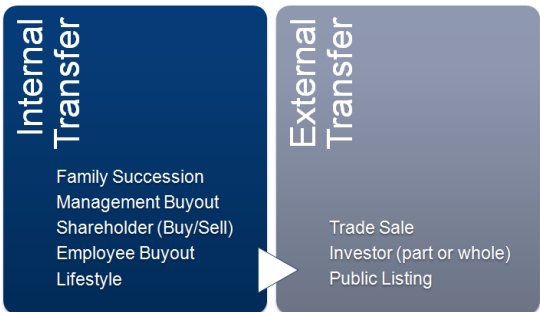 Internal
Transfer
Family Succession
Management Buyout
Shareholder (Buy/Sell)
Employee Buyout
Lifestyle
External
Transfer
Trade Sale
Investor (part or whole)
Public Listing